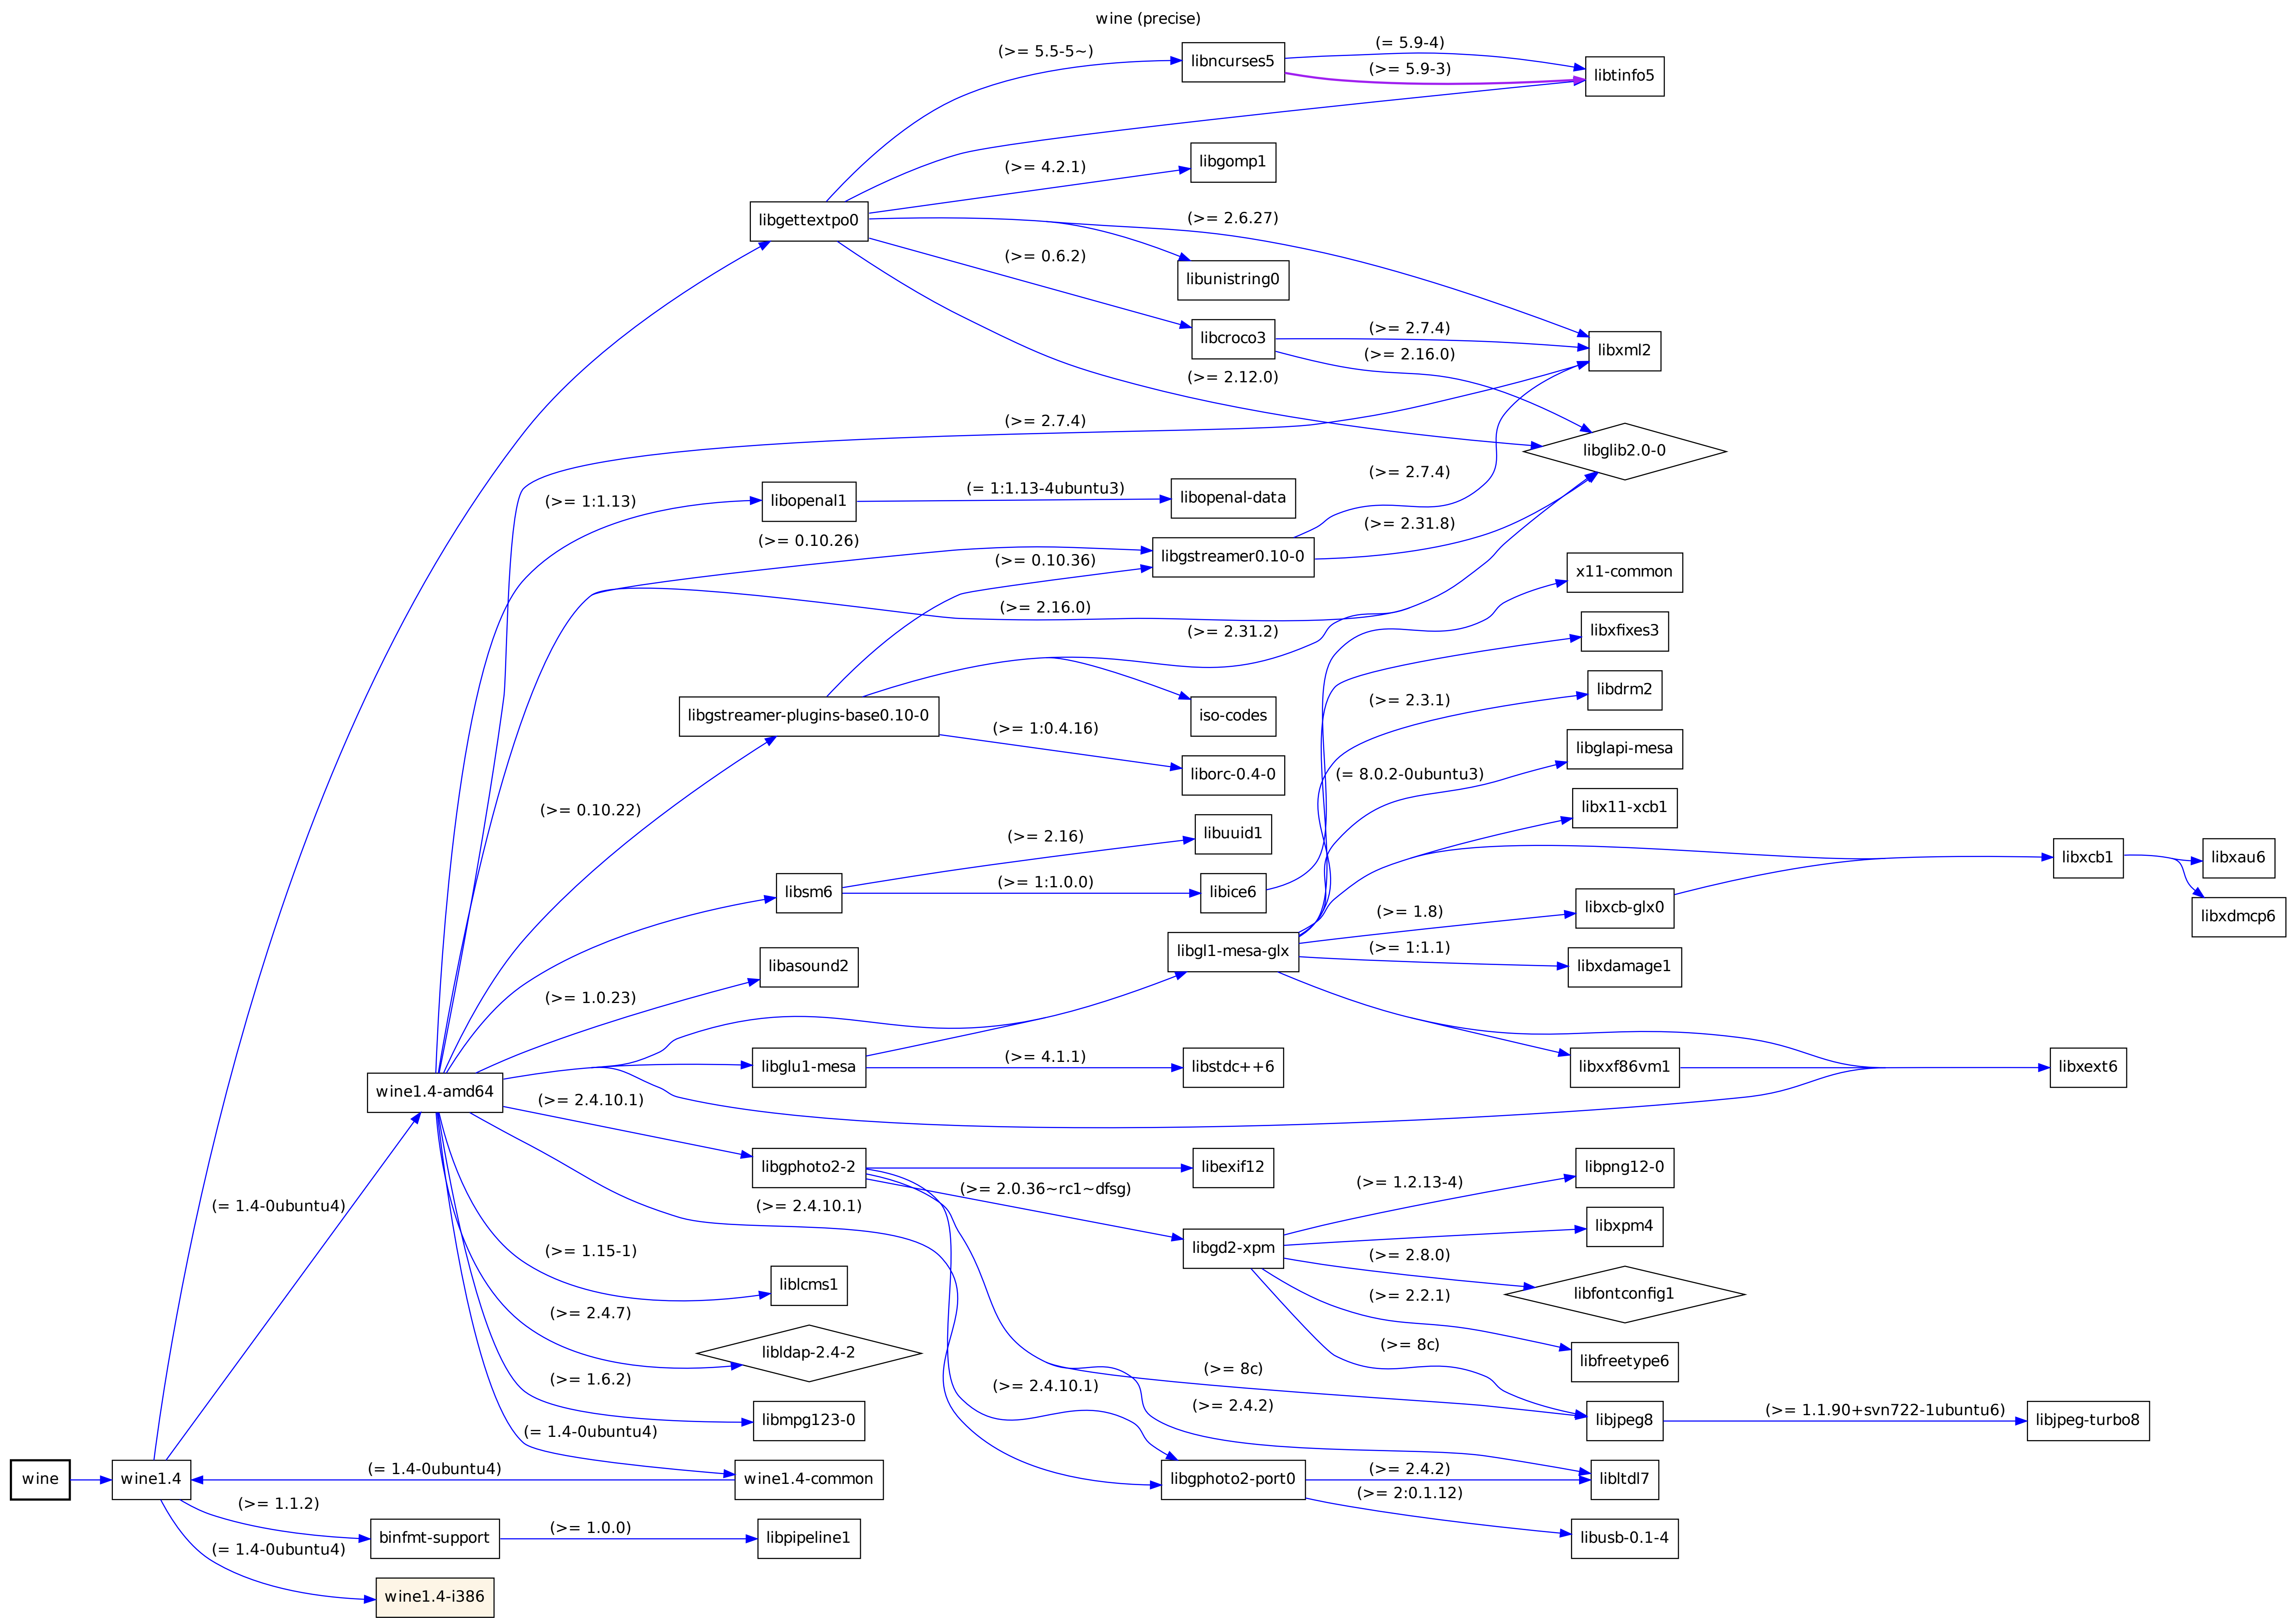 wine (precise)
(>= 5.5-5~)
libncurses5
(= 5.9-4)
(>= 5.9-3)
libtinfo5
(>= 4.2.1)
libgomp1
libgettextpo0
(>= 2.6.27)
(>= 0.6.2)
libunistring0
libcroco3
(>= 2.7.4)
(>= 2.16.0)
libxml2
(>= 2.12.0)
(>= 2.7.4)
libglib2.0-0
(>= 2.7.4)
(>= 1:1.13)
libopenal1
(= 1:1.13-4ubuntu3)
libopenal-data
(>= 2.31.8)
(>= 0.10.26)
(>= 0.10.36)
libgstreamer0.10-0
x11-common
(>= 2.16.0)
(>= 2.31.2)
libxfixes3
libdrm2
(>= 2.3.1)
libgstreamer-plugins-base0.10-0
iso-codes
(>= 1:0.4.16)
libglapi-mesa
(= 8.0.2-0ubuntu3)
liborc-0.4-0
(>= 0.10.22)
libx11-xcb1
(>= 2.16)
libuuid1
libxcb1
libxau6
libsm6
(>= 1:1.0.0)
libice6
libxcb-glx0
(>= 1.8)
libxdmcp6
libgl1-mesa-glx
(>= 1:1.1)
libxdamage1
libasound2
(>= 1.0.23)
libglu1-mesa
(>= 4.1.1)
libstdc++6
libxxf86vm1
libxext6
wine1.4-amd64
(>= 2.4.10.1)
libgphoto2-2
libexif12
libpng12-0
(>= 1.2.13-4)
(>= 2.0.36~rc1~dfsg)
(= 1.4-0ubuntu4)
(>= 2.4.10.1)
libxpm4
libgd2-xpm
(>= 2.8.0)
(>= 1.15-1)
liblcms1
libfontconfig1
(>= 2.2.1)
(>= 2.4.7)
(>= 8c)
libldap-2.4-2
libfreetype6
(>= 8c)
(>= 1.6.2)
(>= 2.4.10.1)
(>= 2.4.2)
libmpg123-0
libjpeg8
(>= 1.1.90+svn722-1ubuntu6)
libjpeg-turbo8
(= 1.4-0ubuntu4)
wine
wine1.4
(= 1.4-0ubuntu4)
wine1.4-common
libgphoto2-port0
(>= 2.4.2)
libltdl7
(>= 2:0.1.12)
(>= 1.1.2)
binfmt-support
(>= 1.0.0)
libpipeline1
libusb-0.1-4
(= 1.4-0ubuntu4)
wine1.4-i386